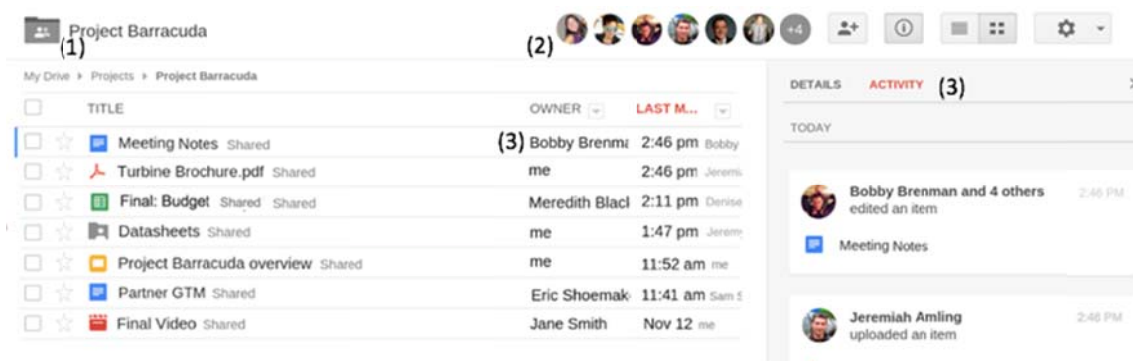 Project Barracuda
(1)
(2)
+4
My Drive Projects Project Barracuda
DETAILS ACTIVITY (3)
TITLE OWNER LAST M...
TODAY
Meeting Notes Shared (3) Bobby Brenma 2:46 pm Bobby
Turbine Brochure.pdf Shared me 2:46 pm Jeremi
Final: Budget Shared Shared Meredith Blacl 2:11 pm Denise
Datasheets Shared me 1:47 pm Jeremy
Project Barracuda overview Shared me 11:52 am me
Partner GTM Shared Eric Shoemak 11:41 am Sam S
Final Video Shared Jane Smith Nov 12 me
Bobby Brenman and 4 others 2:46 PM
edited an item
Meeting Notes
Jeremiah Amling 2:46 PM
uploaded an item